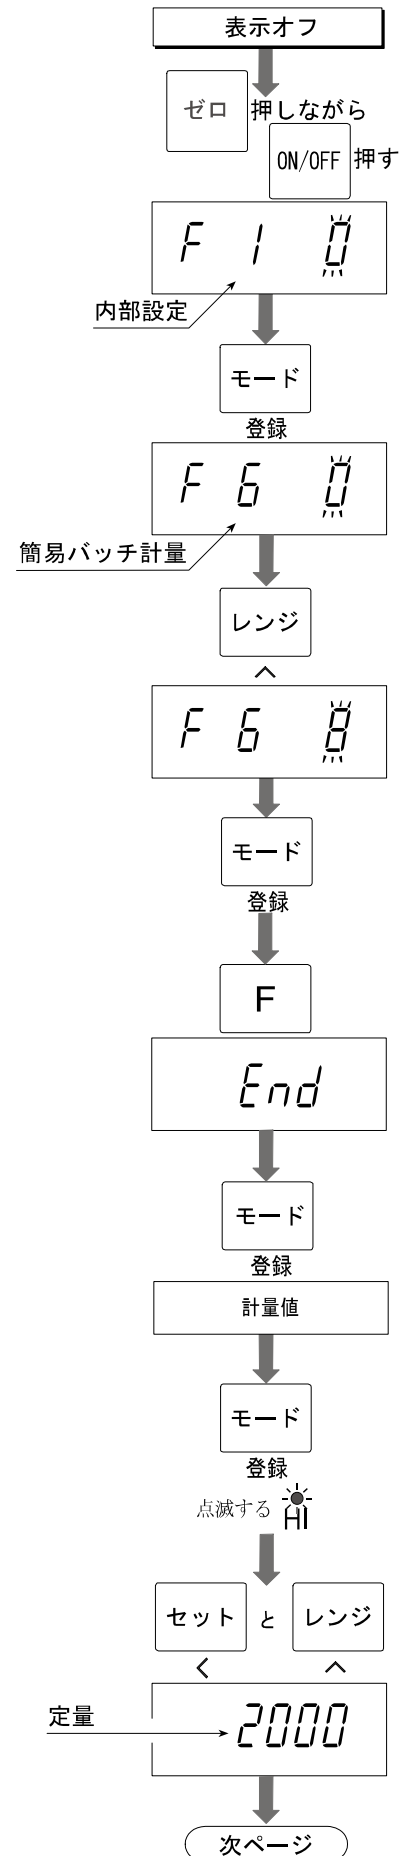 表示オフ
ゼロ 押しながら
ON/OFF 押す
F 1 0
内部設定
モード
登録
F 6 0
簡易バッチ計量
レンジ
F 6 8
モード
登録
F
End
モード
登録
計量値
モード
登録
点滅する HI
セット と レンジ
定量 2000
次ページ